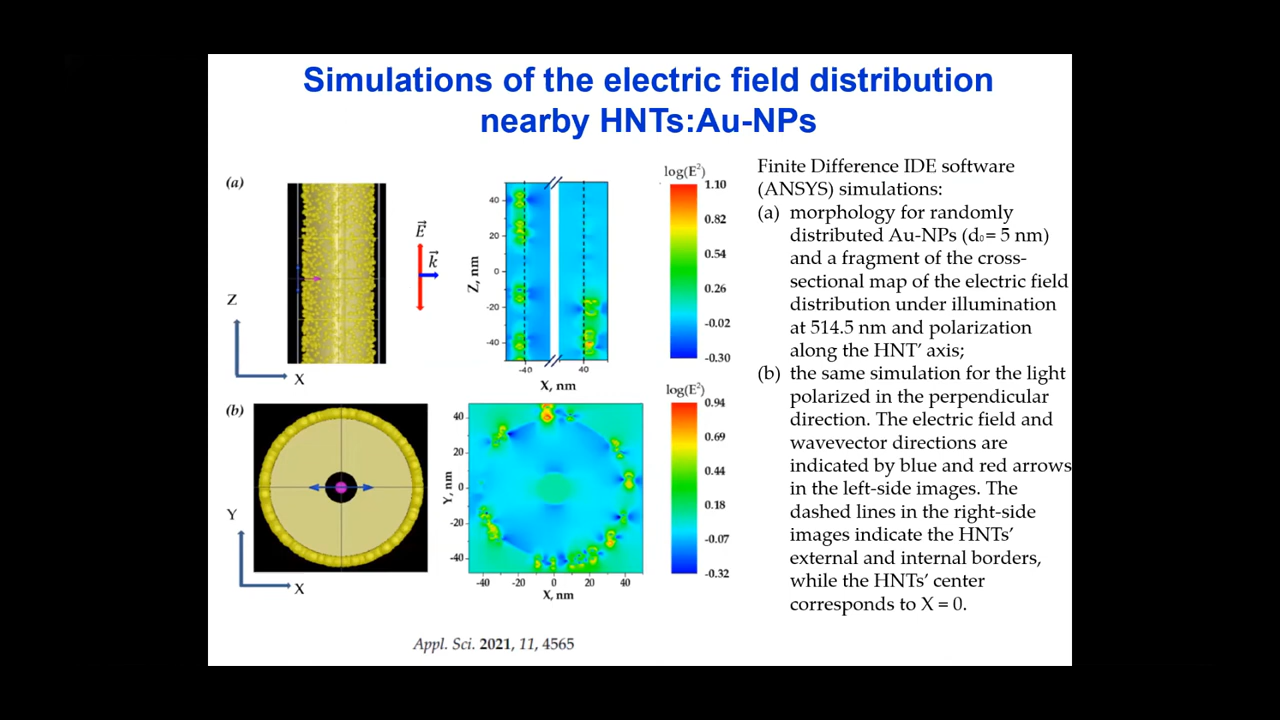 Simulations of the electric field distribution
nearby HNTs:Au-NPs
(a)
Z
X
E
k
Z, nm
40
20
0
-20
-40
-40
40
X, nm
log(E²)
1.10
0.82
0.54
0.26
-0.02
-0.30
(b)
Y
X
Y, nm
40
20
0
-20
-40
-40 -20 0 20 40
X, nm
log(E²)
0.94
0.69
0.44
0.18
-0.07
-0.32
Finite Difference IDE software
(ANSYS) simulations:
(a) morphology for randomly
distributed Au-NPs (d₀= 5 nm)
and a fragment of the cross-
sectional map of the electric field
distribution under illumination
at 514.5 nm and polarization
along the HNT’ axis;
(b) the same simulation for the light
polarized in the perpendicular
direction. The electric field and
wavevector directions are
indicated by blue and red arrows
in the left-side images. The
dashed lines in the right-side
images indicate the HNTs’
external and internal borders,
while the HNTs’ center
corresponds to X = 0.
Appl. Sci. 2021, 11, 4565